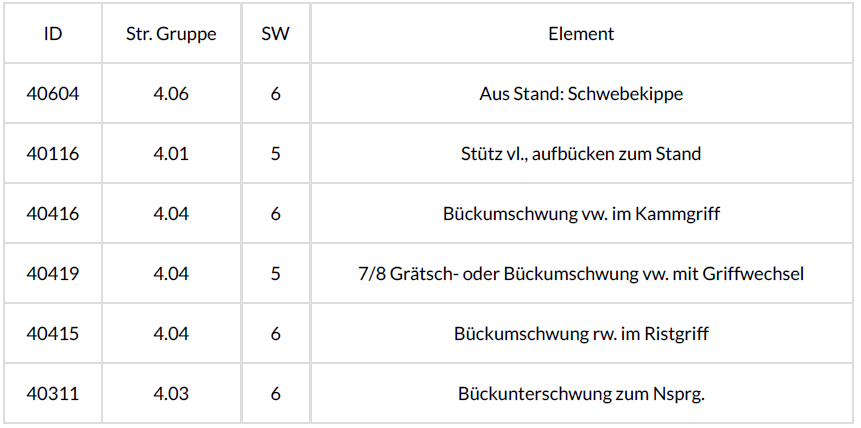 ID Str. Gruppe SW Element
40604 4.06 6 Aus Stand: Schwebekippe
40116 4.01 5 Stütz vl., aufbücken zum Stand
40416 4.04 6 Bückumschwung vw. im Kammgriff
40419 4.04 5 7/8 Grätsch- oder Bückumschwung vw. mit Griffwechsel
40415 4.04 6 Bückumschwung rw. im Ristgriff
40311 4.03 6 Bückunterschwung zum Nsprg.